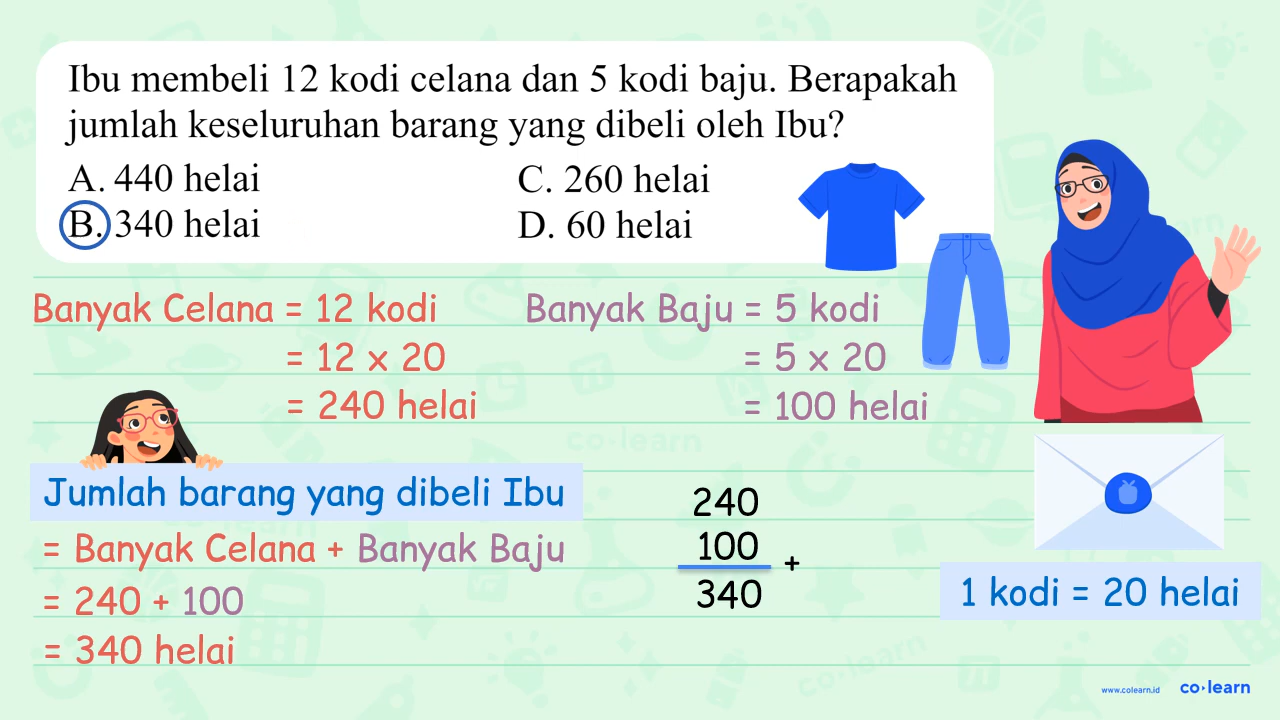 Ibu membeli 12 kodi celana dan 5 kodi baju. Berapakah
jumlah keseluruhan barang yang dibeli oleh Ibu?
A. 440 helai
C. 260 helai
B. 340 helai
D. 60 helai
Banyak Celana = 12 kodi
= 12 x 20
= 240 helai
Banyak Baju = 5 kodi
= 5 x 20
= 100 helai
co-learn
Jumlah barang yang dibeli Ibu
= Banyak Celana + Banyak Baju
= 240 + 100
= 340 helai
240
100 +
340
1 kodi = 20 helai
www.colearn.id
co·learn